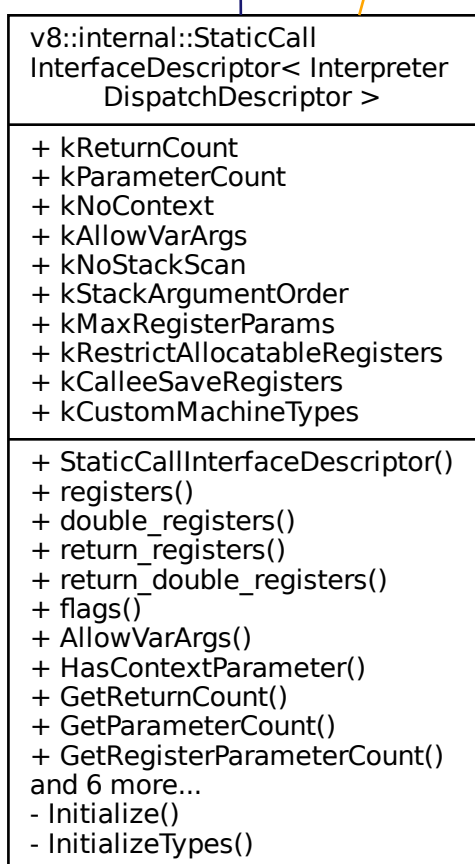 v8::internal::StaticCall
InterfaceDescriptor< Interpreter
DispatchDescriptor >
+ kReturnCount
+ kParameterCount
+ kNoContext
+ kAllowVarArgs
+ kNoStackScan
+ kStackArgumentOrder
+ kMaxRegisterParams
+ kRestrictAllocatableRegisters
+ kCalleeSaveRegisters
+ kCustomMachineTypes
+ StaticCallInterfaceDescriptor()
+ registers()
+ double_registers()
+ return_registers()
+ return_double_registers()
+ flags()
+ AllowVarArgs()
+ HasContextParameter()
+ GetReturnCount()
+ GetParameterCount()
+ GetRegisterParameterCount()
and 6 more...
- Initialize()
- InitializeTypes()